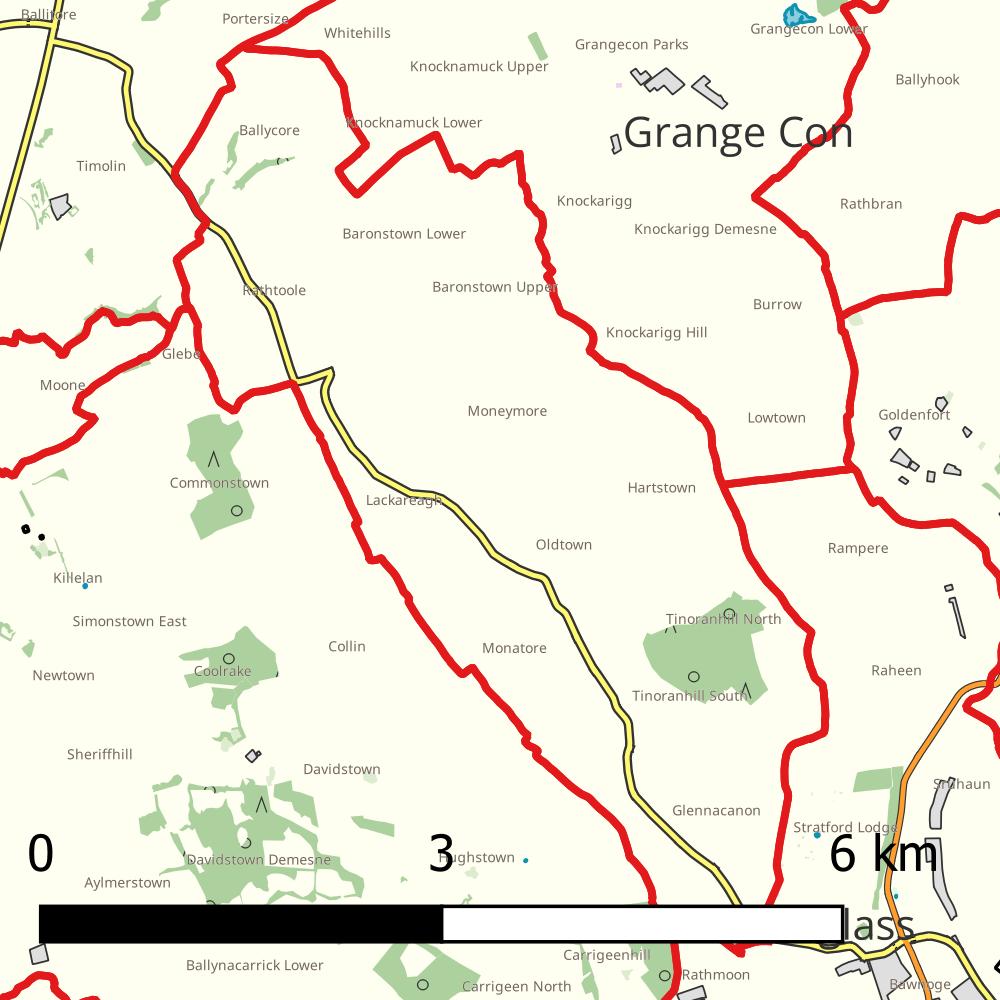 Ballitore
Portersize
Whitehills
Grangecon Lower
Grangecon Parks
Knocknamuck Upper
Ballyhook
Knocknamuck Lower
Ballycore
Grange Con
Timolin
Knockarigg
Rathbran
Baronstown Lower
Knockarigg Demesne
Rathtoole
Baronstown Upper
Burrow
Knockarigg Hill
Glebe
Moone
Moneymore
Lowtown
Goldenfort
Commonstown
Hartstown
Lackareagh
Oldtown
Rampere
Killelan
Simonstown East
Tinoranhill North
Collin
Monatore
Coolrake
Newtown
Raheen
Tinoranhill South
Sheriffhill
Davidstown
Glennacanon
Stratford Lodge
0 3 6 km
Davidstown Demesne
Hughstown
Aylmerstown
lass
Carrigeenhill
Ballynacarrick Lower
Rathmoon
Carrigeen North
Bawnoge